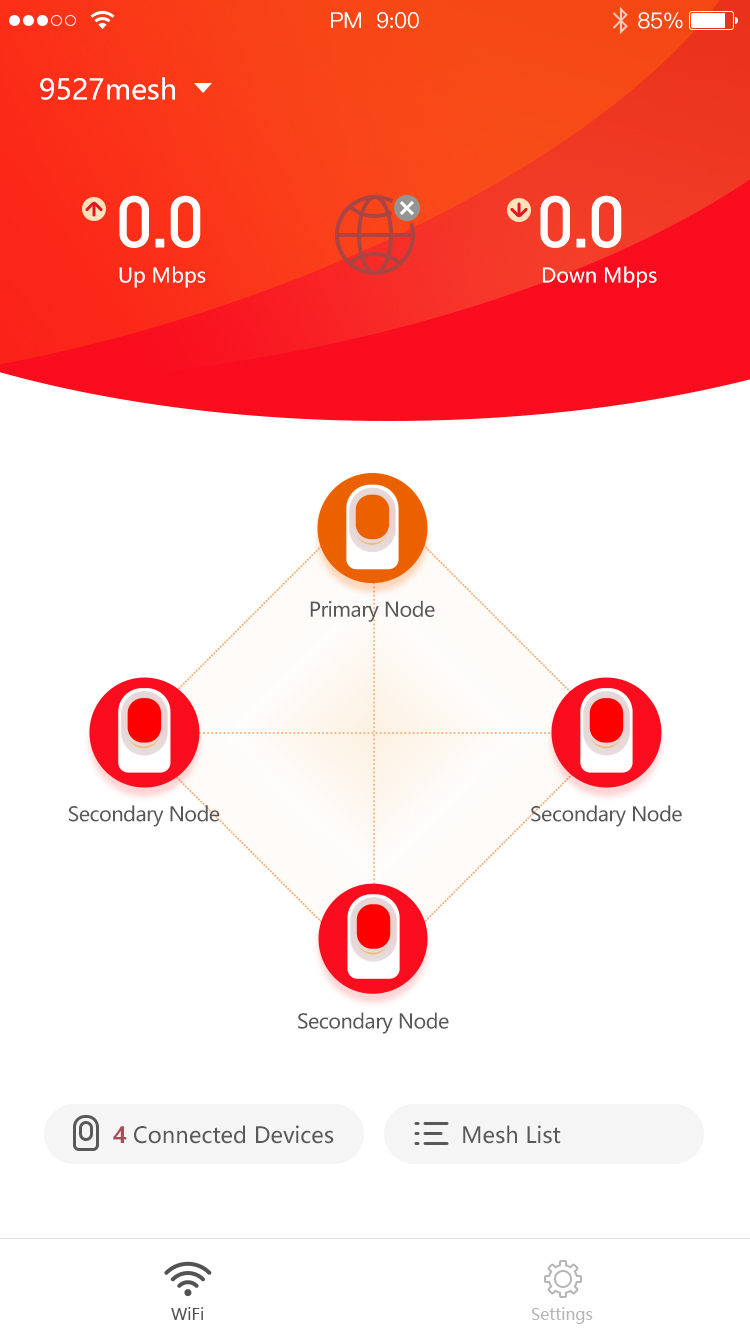 PM 9:00
85%
9527mesh
0.0
Up Mbps
0.0
Down Mbps
Primary Node
Secondary Node
Secondary Node
Secondary Node
4 Connected Devices
Mesh List
WiFi
Settings